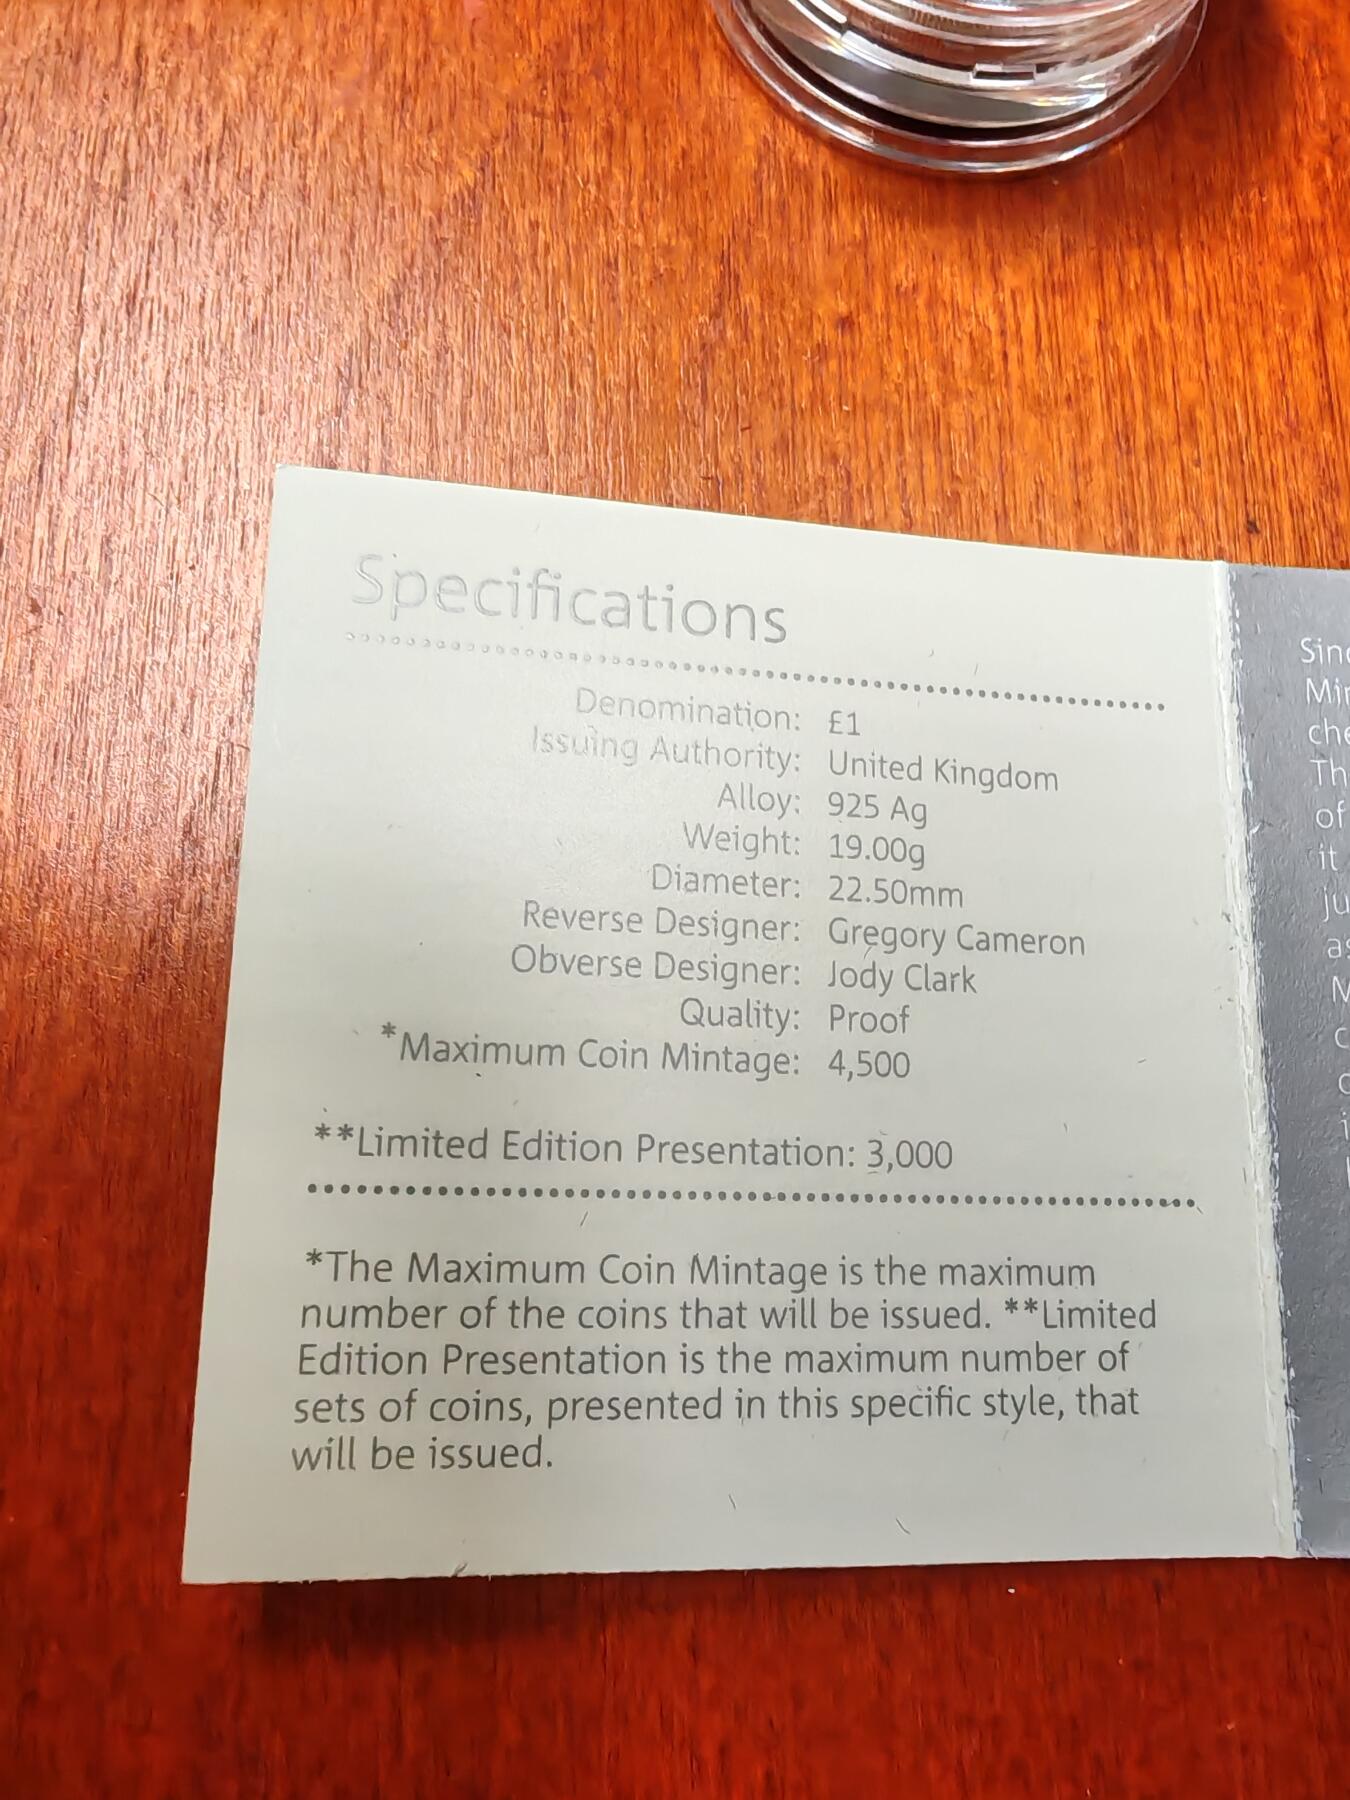 Specifications
Denomination: £1
Issuing Authority: United Kingdom
Alloy: 925 Ag
Weight: 19.00g
Diameter: 22.50mm
Reverse Designer: Gregory Cameron
Obverse Designer: Jody Clark
Quality: Proof
*Maximum Coin Mintage: 4,500
**Limited Edition Presentation: 3,000
*The Maximum Coin Mintage is the maximum
number of the coins that will be issued. **Limited
Edition Presentation is the maximum number of
sets of coins, presented in this specific style, that
will be issued.
of
it